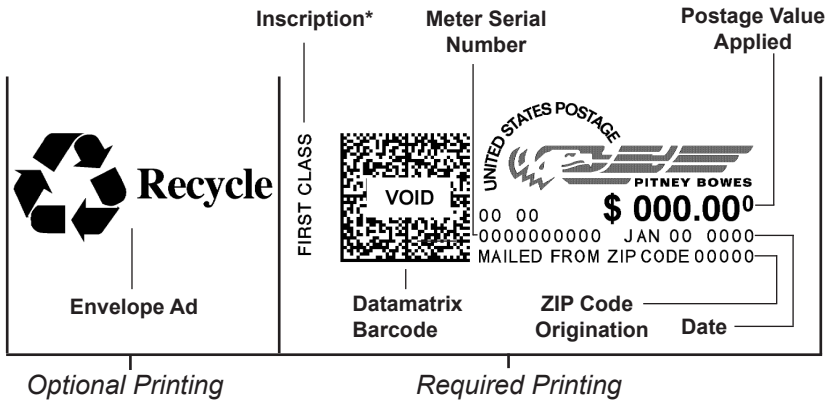 Inscription*
Meter Serial
Number
Postage Value
Applied
Recycle
FIRST CLASS
VOID
UNITED STATES POSTAGE
PITNEY BOWES
$ 000.00⁰
00 00
0000000000 JAN 00 0000
MAILED FROM ZIP CODE 00000
Envelope Ad
Datamatrix
Barcode
ZIP Code
Origination
Date
Optional Printing
Required Printing